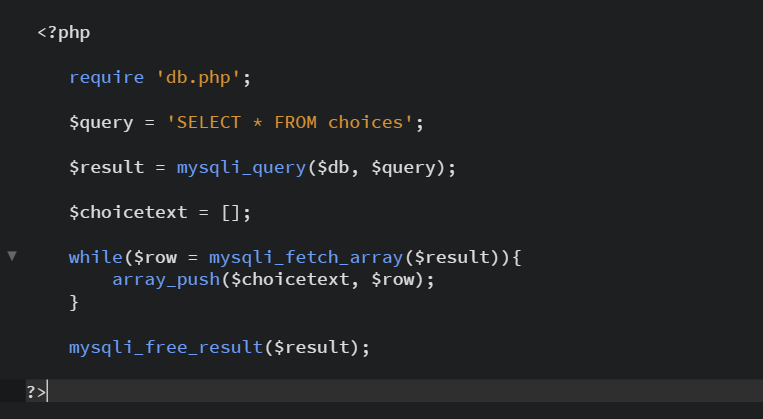 <?php
require 'db.php';
$query = 'SELECT * FROM choices';
$result = mysqli_query($db, $query);
$choicetext = [];
while($row = mysqli_fetch_array($result)){
array_push($choicetext, $row);
}
mysqli_free_result($result);
?>